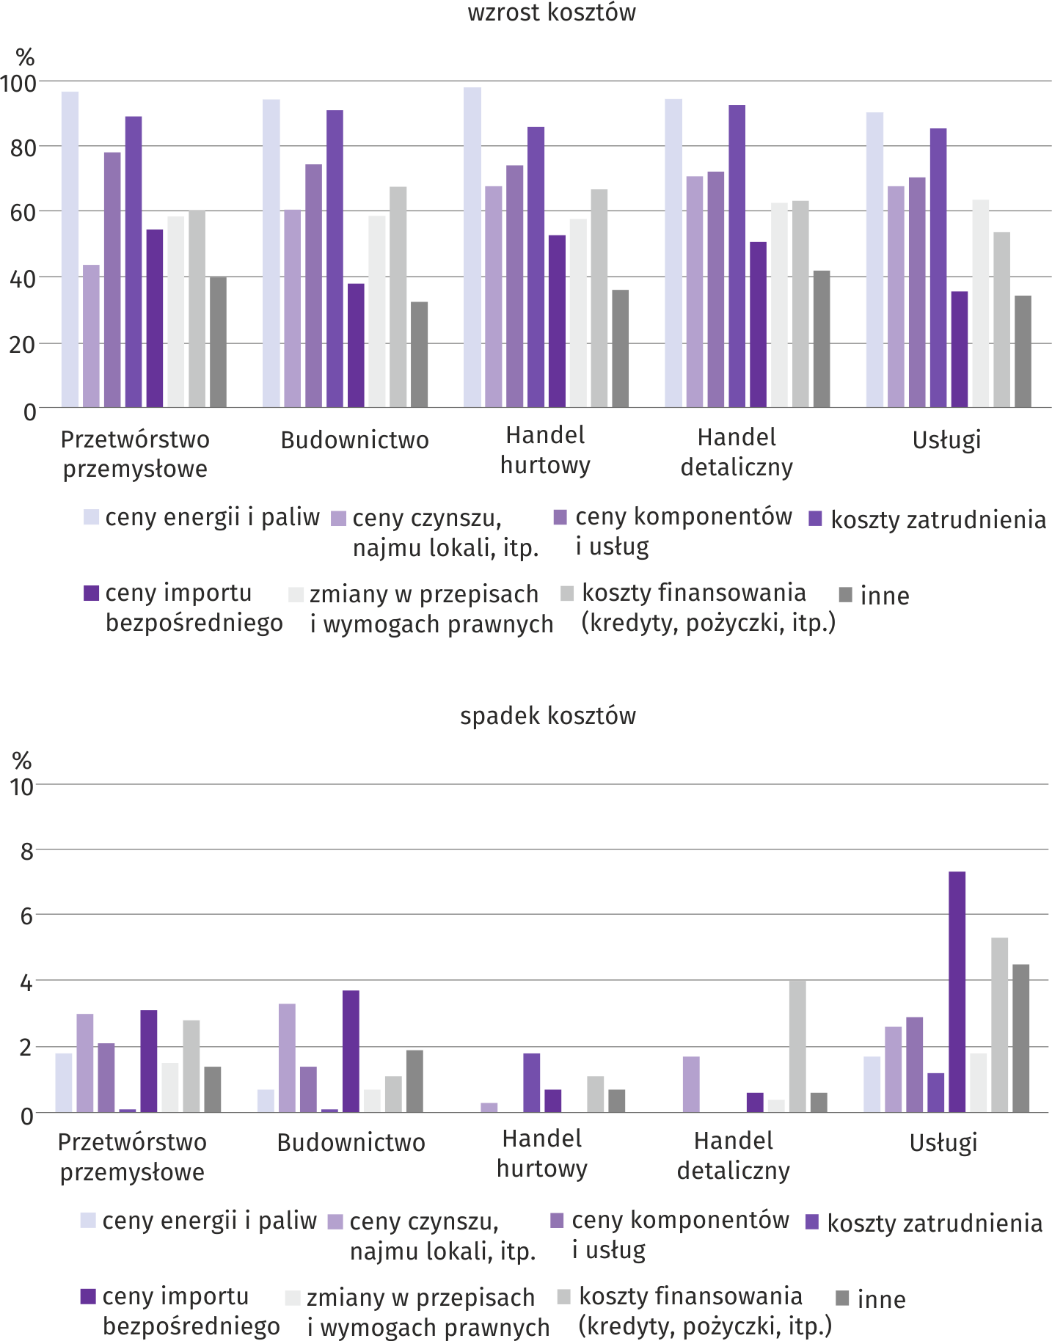 wzrost kosztów
%
100
80
60
40
20
0
Przetwórstwo
przemysłowe
Budownictwo
Handel
hurtowy
Handel
detaliczny
Usługi
ceny energii i paliw
ceny czynszu,
najmu lokali, itp.
ceny komponentów
i usług
koszty zatrudnienia
ceny importu
bezpośredniego
zmiany w przepisach
i wymogach prawnych
koszty finansowania
(kredyty, pożyczki, itp.)
inne
spadek kosztów
%
10
8
6
4
2
0
Przetwórstwo
przemysłowe
Budownictwo
Handel
hurtowy
Handel
detaliczny
Usługi
ceny energii i paliw
ceny czynszu,
najmu lokali, itp.
ceny komponentów
i usług
koszty zatrudnienia
ceny importu
bezpośredniego
zmiany w przepisach
i wymogach prawnych
koszty finansowania
(kredyty, pożyczki, itp.)
inne